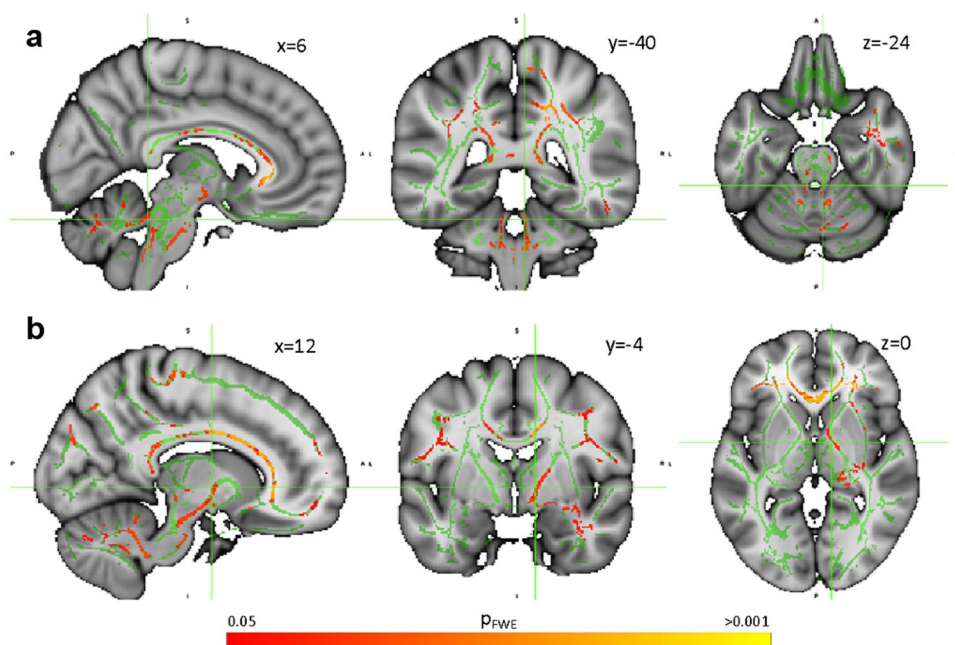 a
x=6
y=-40
z=-24
S
S
A
P
A L
R L
I
P
b
x=12
y=-4
z=0
S
S
A
P
A L
R L
I
I
P
0.05
pFWE
>0.001